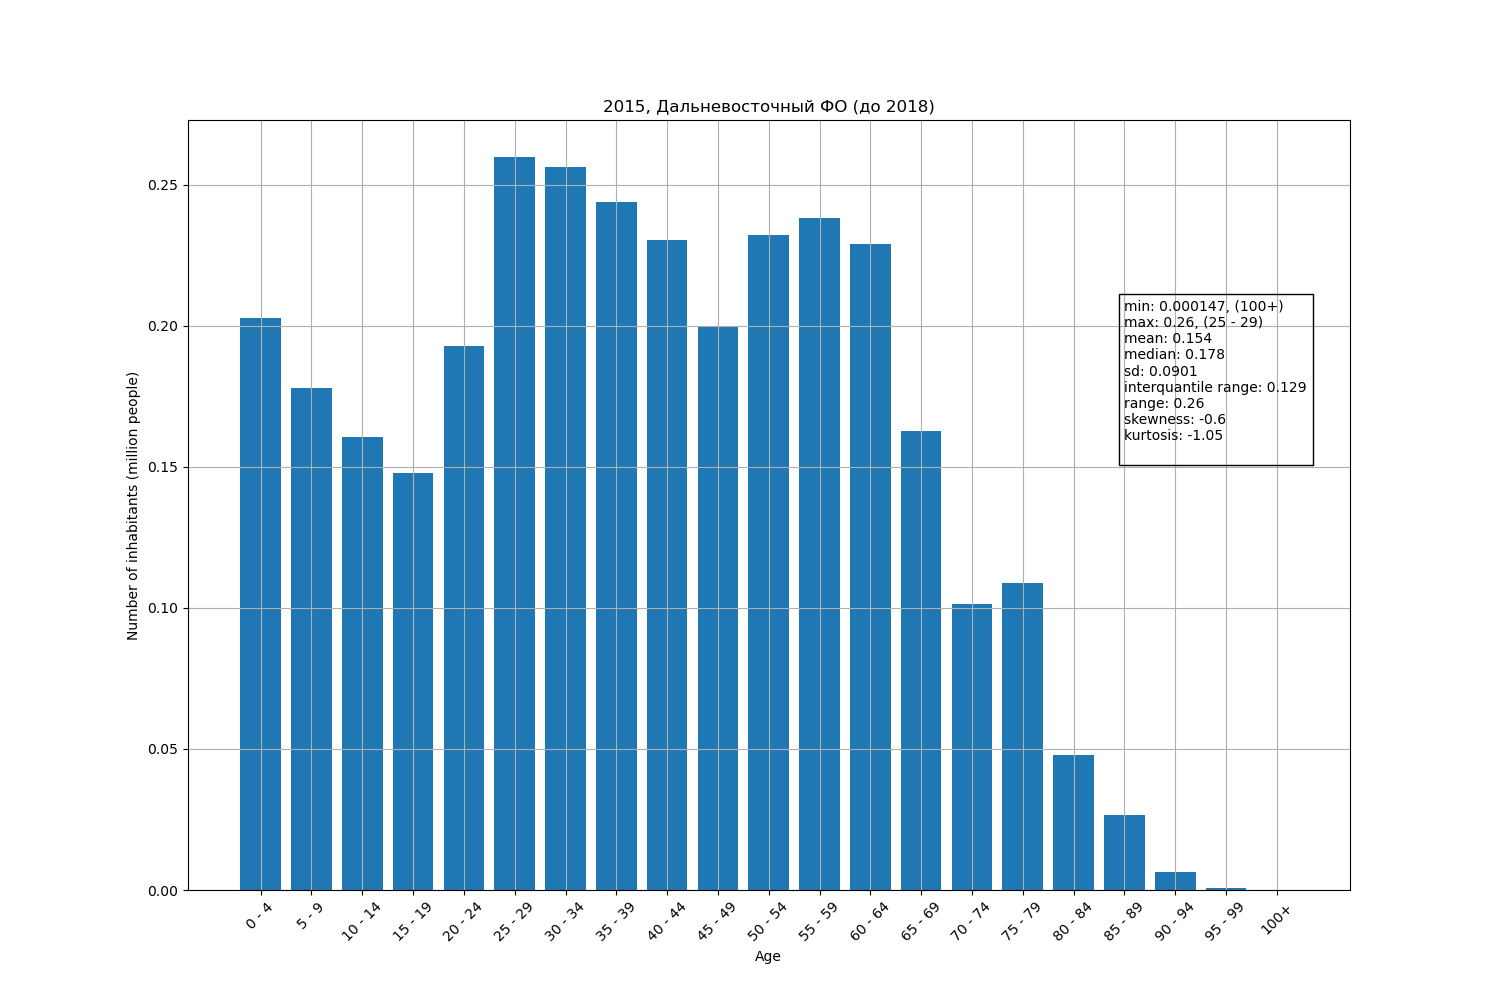 2015, Дальневосточный ФО (до 2018)
Number of inhabitants (million people)
0.25
0.20
0.15
0.10
0.05
0.00
min: 0.000147, (100+)
max: 0.26, (25 - 29)
mean: 0.154
median: 0.178
sd: 0.0901
interquantile range: 0.129
range: 0.26
skewness: -0.6
kurtosis: -1.05
0 - 4
5 - 9
10 - 14
15 - 19
20 - 24
25 - 29
30 - 34
35 - 39
40 - 44
45 - 49
50 - 54
55 - 59
60 - 64
65 - 69
70 - 74
75 - 79
80 - 84
85 - 89
90 - 94
95 - 99
100+
Age